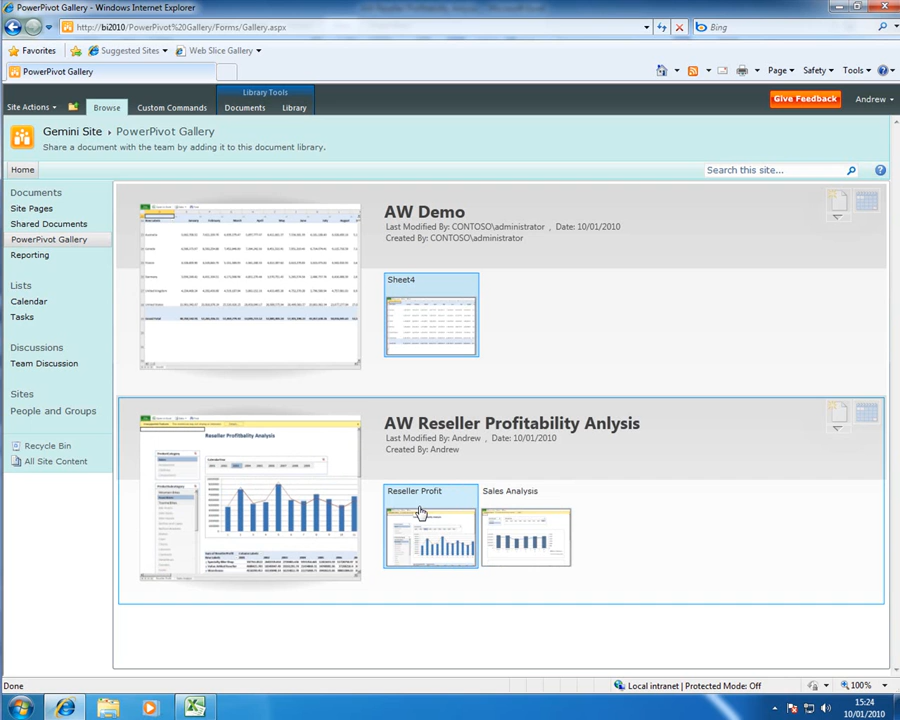 PowerPivot Gallery - Windows Internet Explorer
http://bi2010/PowerPivot%20Gallery/Forms/Gallery.aspx
Bing
Favorites
Suggested Sites
Web Slice Gallery
PowerPivot Gallery
Page
Safety
Tools
Library Tools
Site Actions
Browse
Custom Commands
Documents
Library
Give Feedback
Andrew
Gemini Site
PowerPivot Gallery
Share a document with the team by adding it to this document library.
Home
Search this site...
Documents
Site Pages
Shared Documents
PowerPivot Gallery
Reporting
Lists
Calendar
Tasks
Discussions
Team Discussion
Sites
People and Groups
Recycle Bin
All Site Content
AW Demo
Last Modified By: CONTOSO\administrator , Date: 10/01/2010
Created By: CONTOSO\administrator
Sheet4
AW Reseller Profitability Anlysis
Last Modified By: Andrew , Date: 10/01/2010
Created By: Andrew
Reseller Profit
Sales Analysis
Reseller Profitbality Anlysis
Done
Local intranet | Protected Mode: Off
100%
15:24
10/01/2010